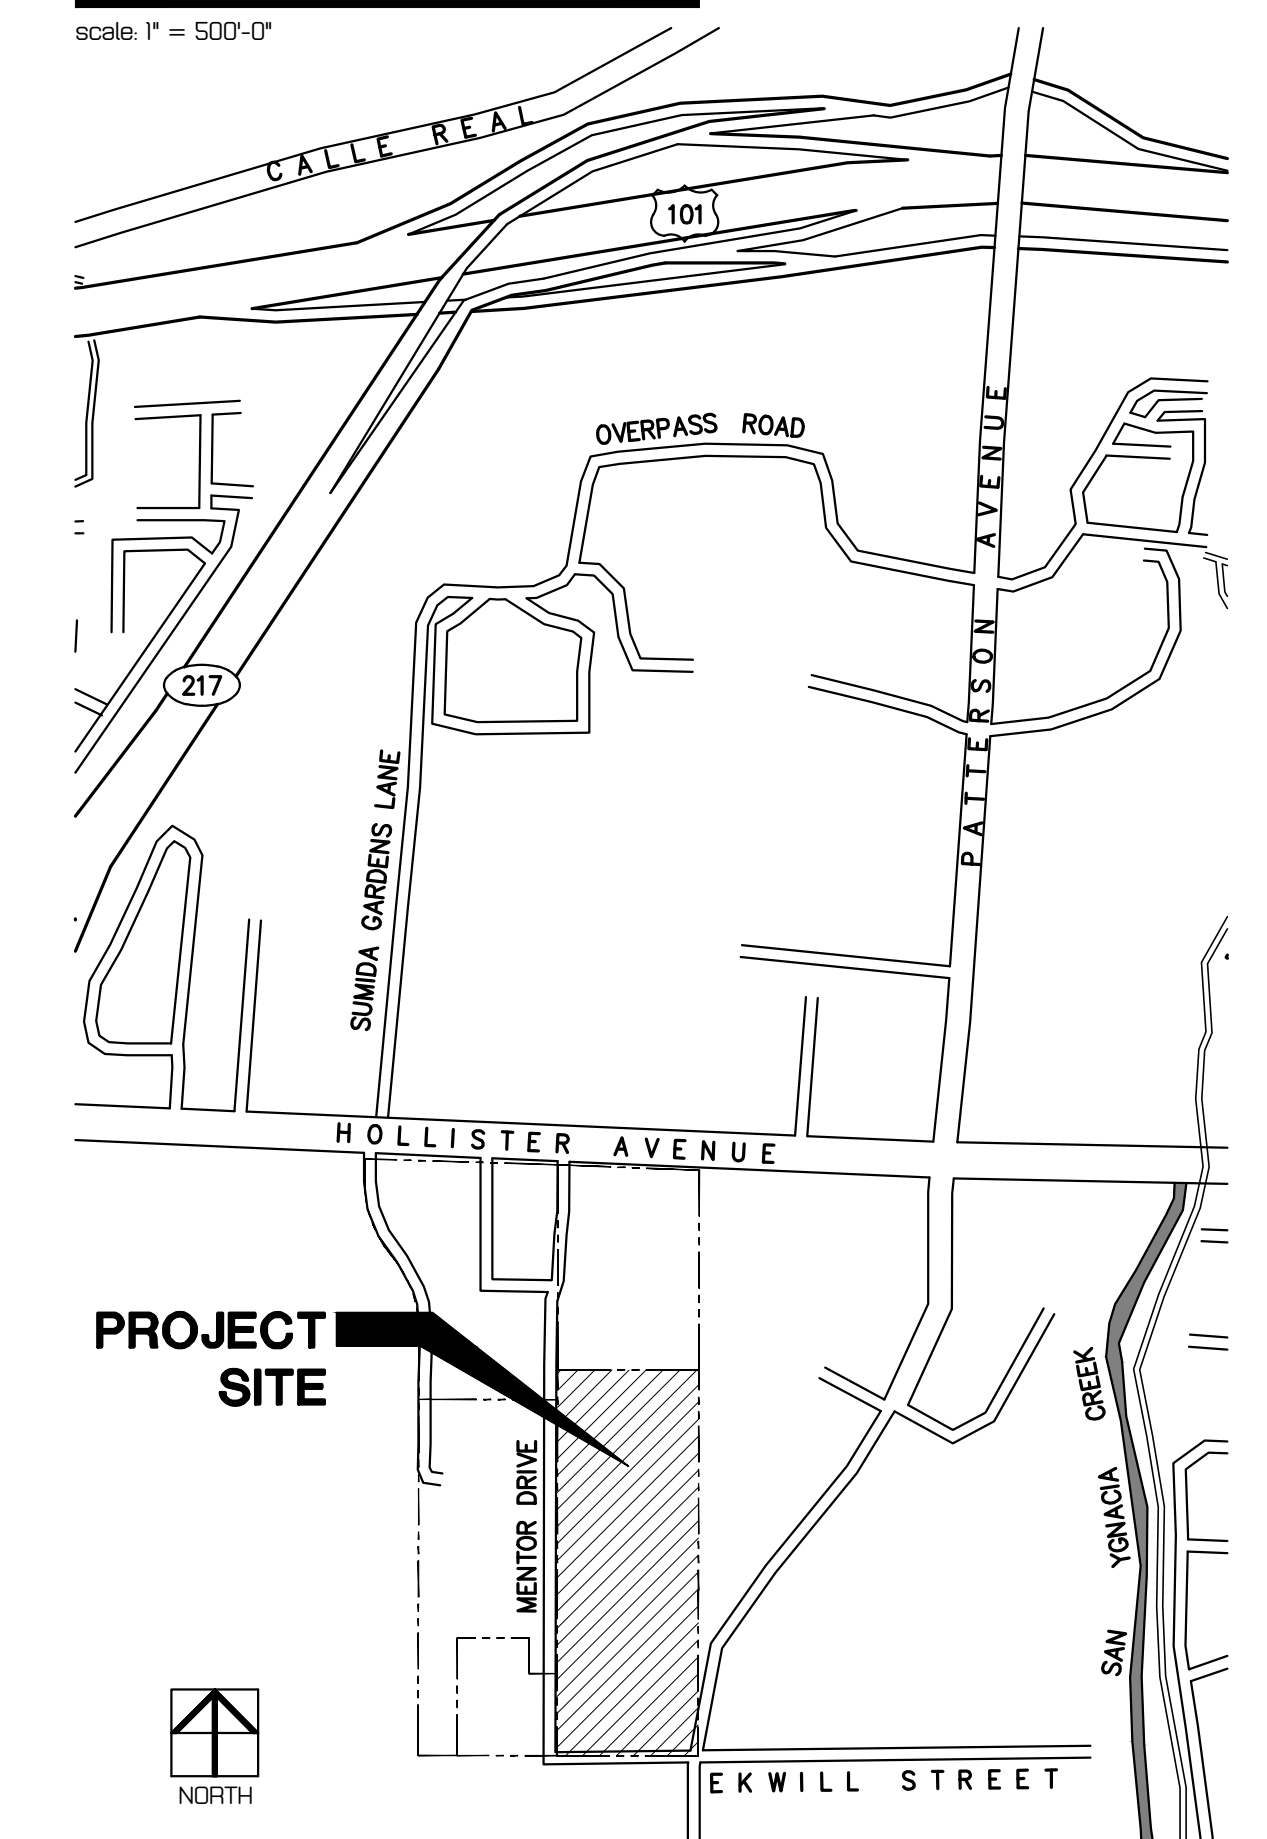 scale: 1" = 500'-0"
CALLE REAL
101
OVERPASS ROAD
PATTERSON AVENUE
217
SUMIDA GARDENS LANE
HOLLISTER AVENUE
PROJECT
SITE
SAN YGNACIA CREEK
MENTOR DRIVE
EKWILL STREET
NORTH